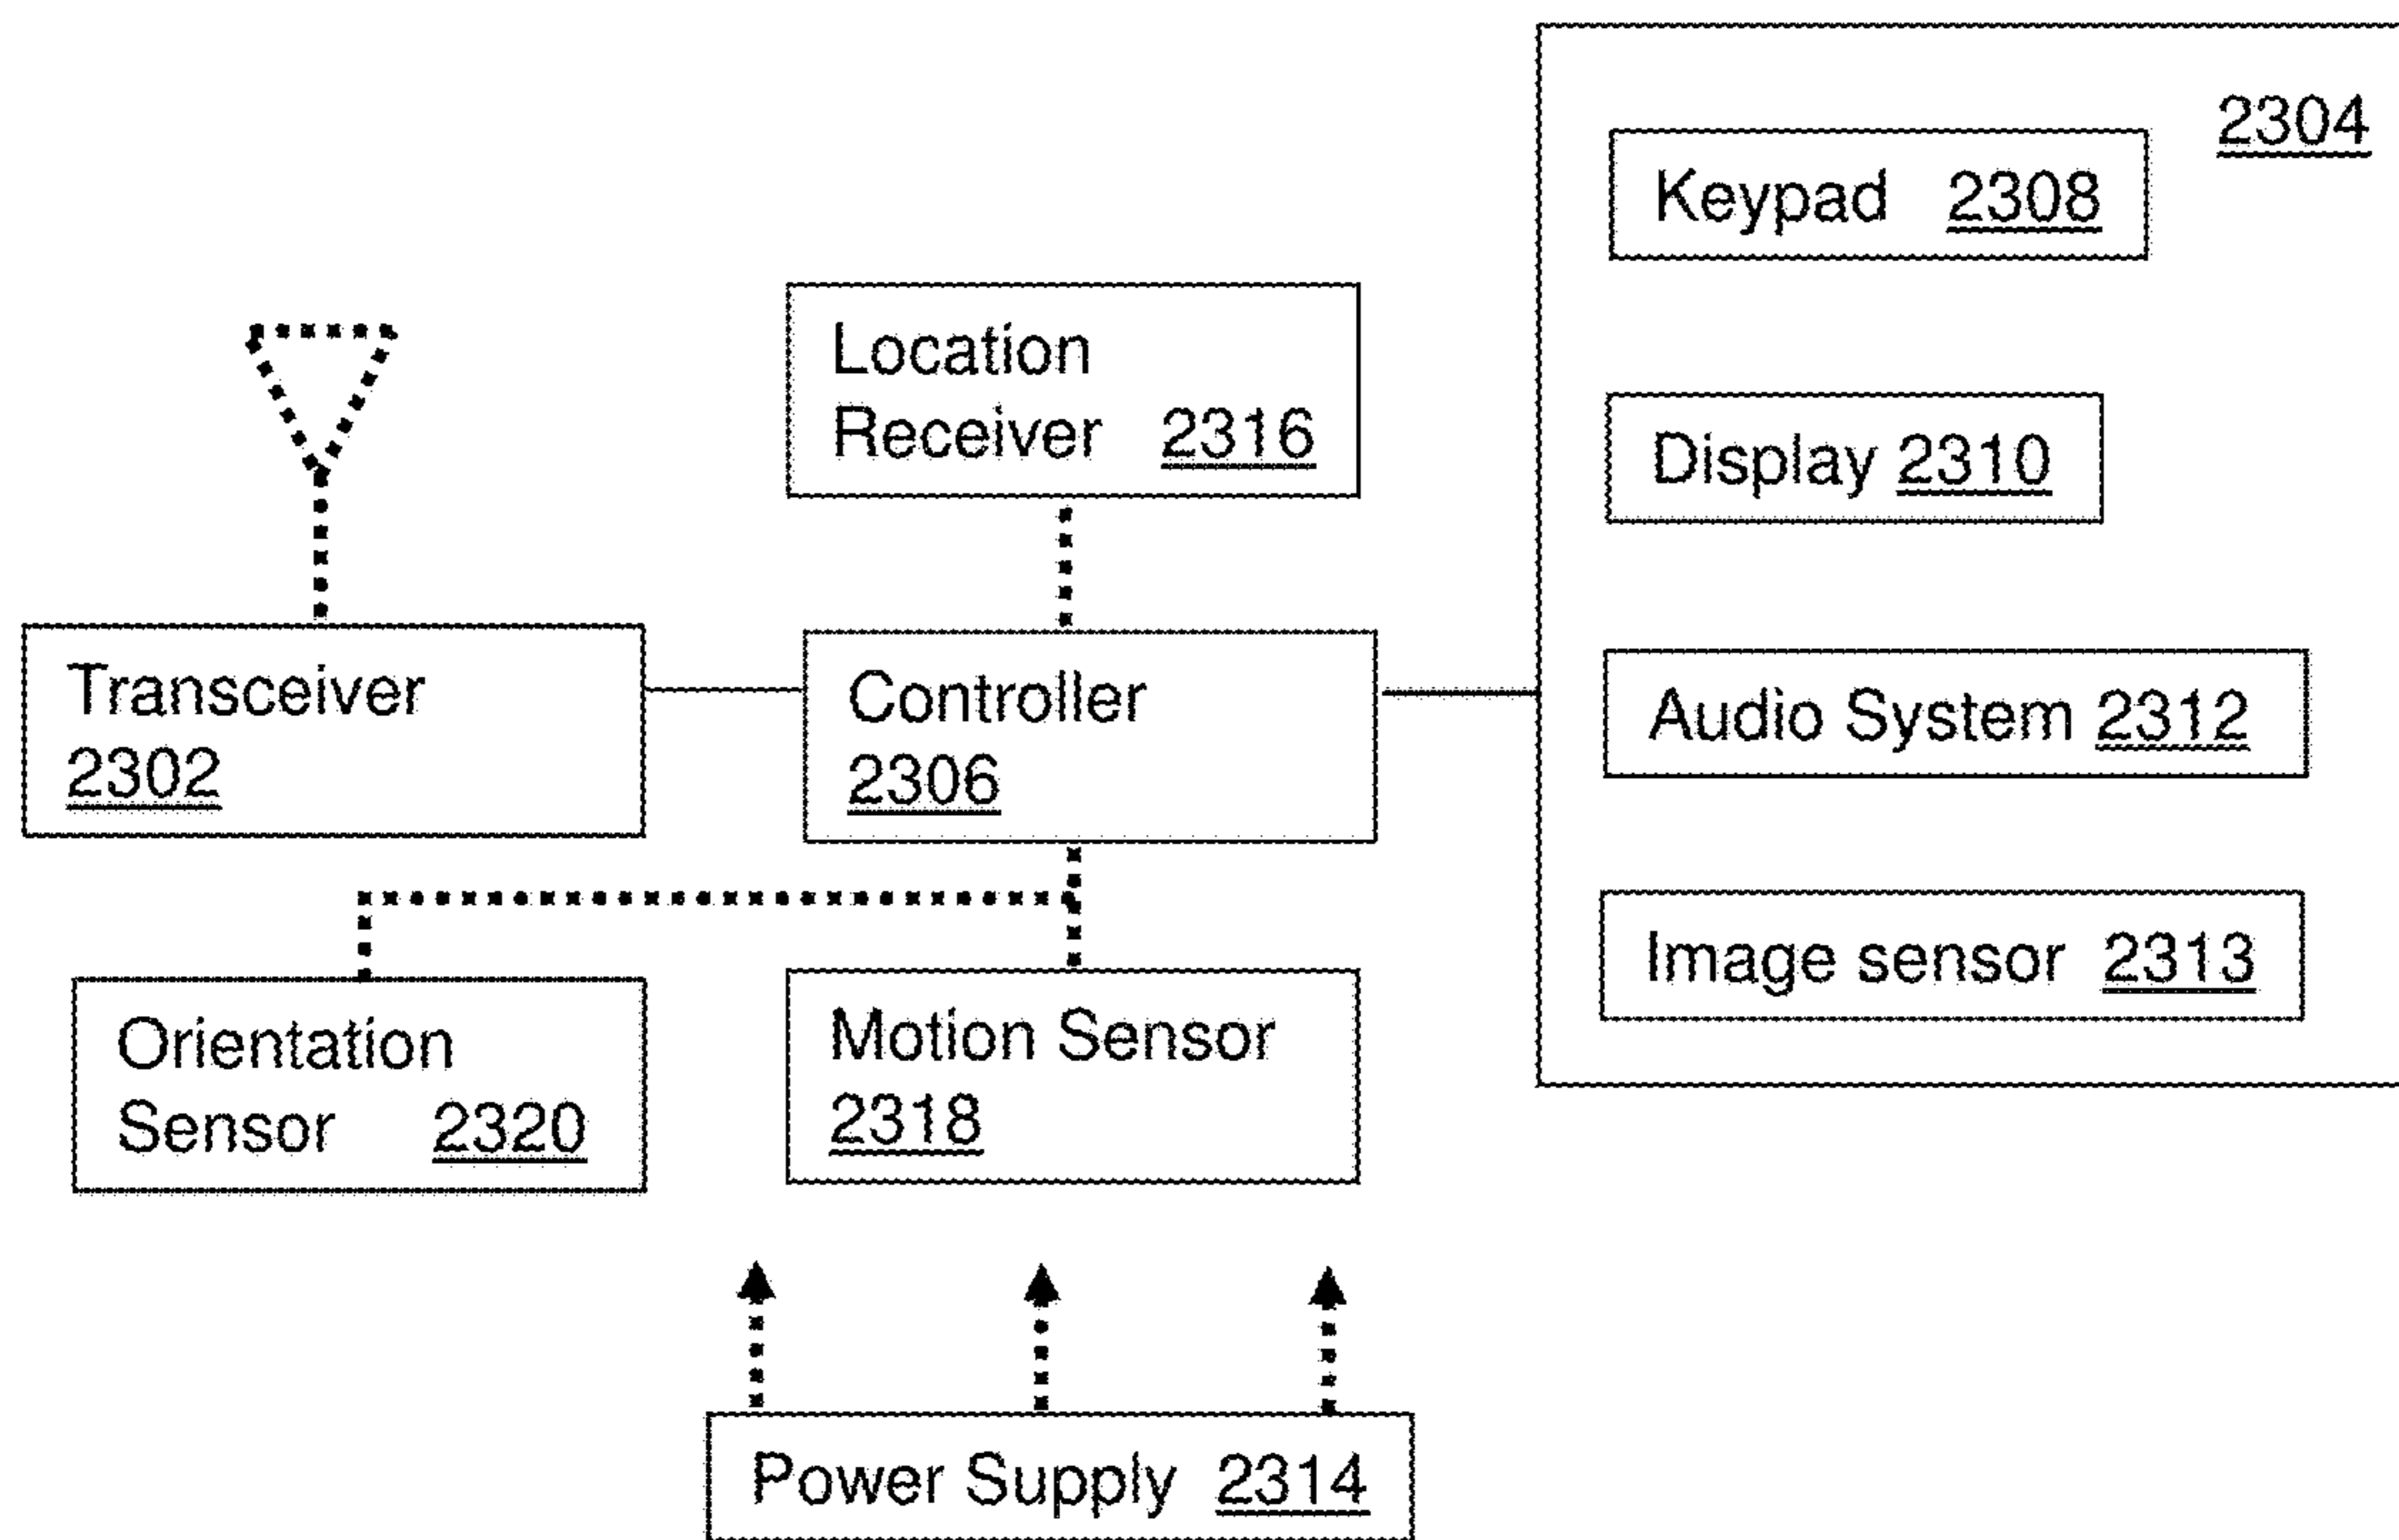 2304
Keypad 2308
Location
Receiver 2316
Display 2310
Transceiver
2302
Controller
2306
Audio System 2312
Image sensor 2313
Orientation
Sensor 2320
Motion Sensor
2318
Power Supply 2314